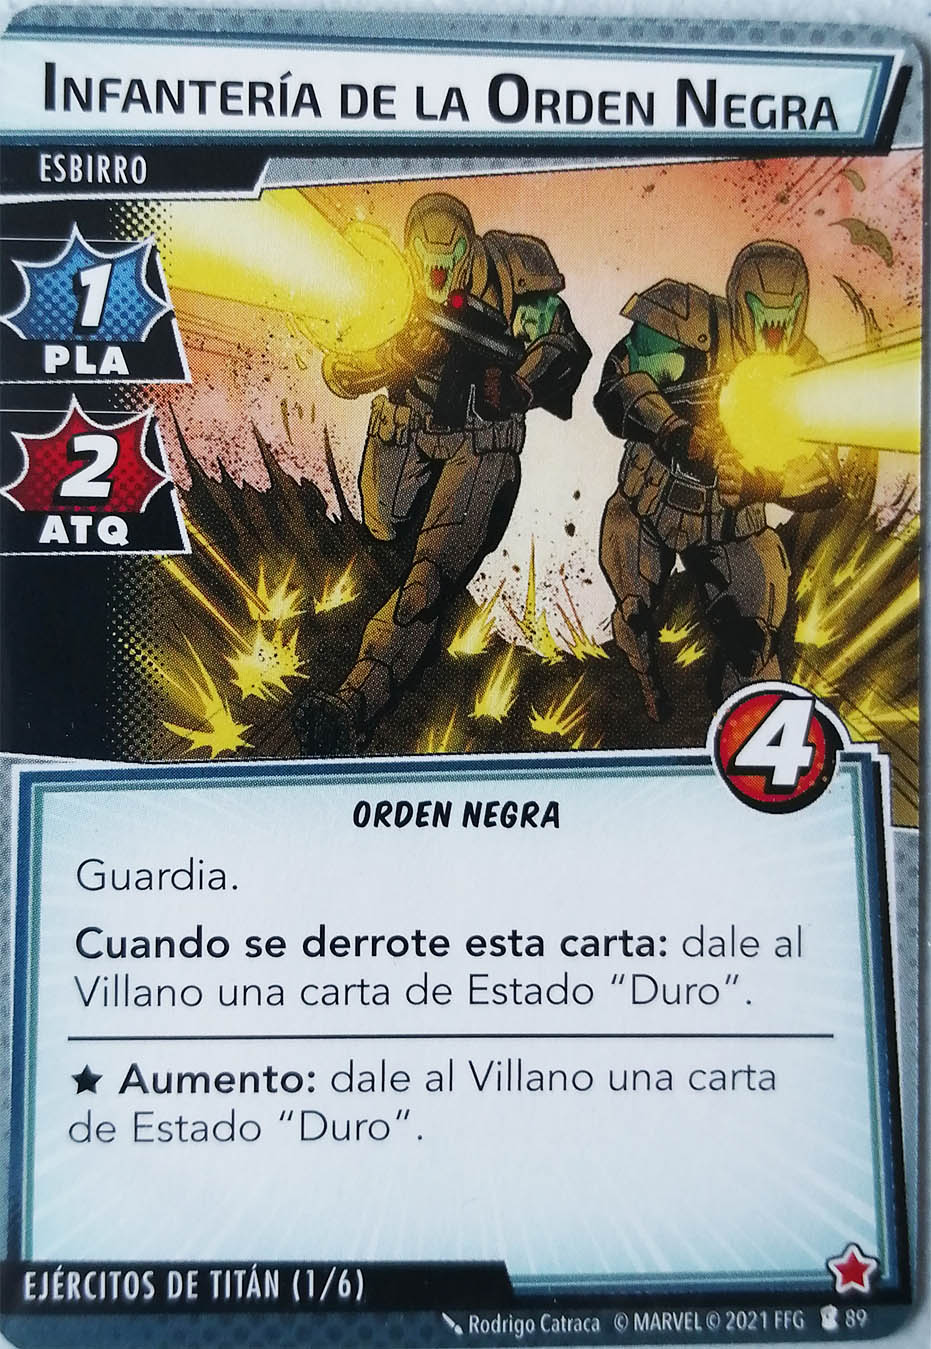 INFANTERÍA DE LA ORDEN NEGRA
ESBIRRO
1
PLA
2
ATQ
4
ORDEN NEGRA
Guardia.
Cuando se derrote esta carta: dale al
Villano una carta de Estado “Duro”.
★ Aumento: dale al Villano una carta
de Estado “Duro”.
EJÉRCITOS DE TITÁN (1/6)
Rodrigo Catraca © MARVEL © 2021 FFG 89